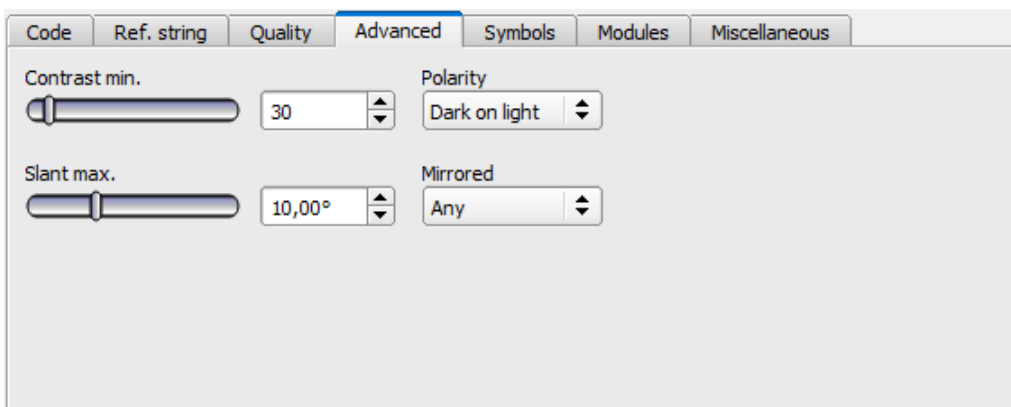 Code Ref. string Quality Advanced Symbols Modules Miscellaneous
Contrast min. Polarity
30 Dark on light
Slant max. Mirrored
10,00° Any